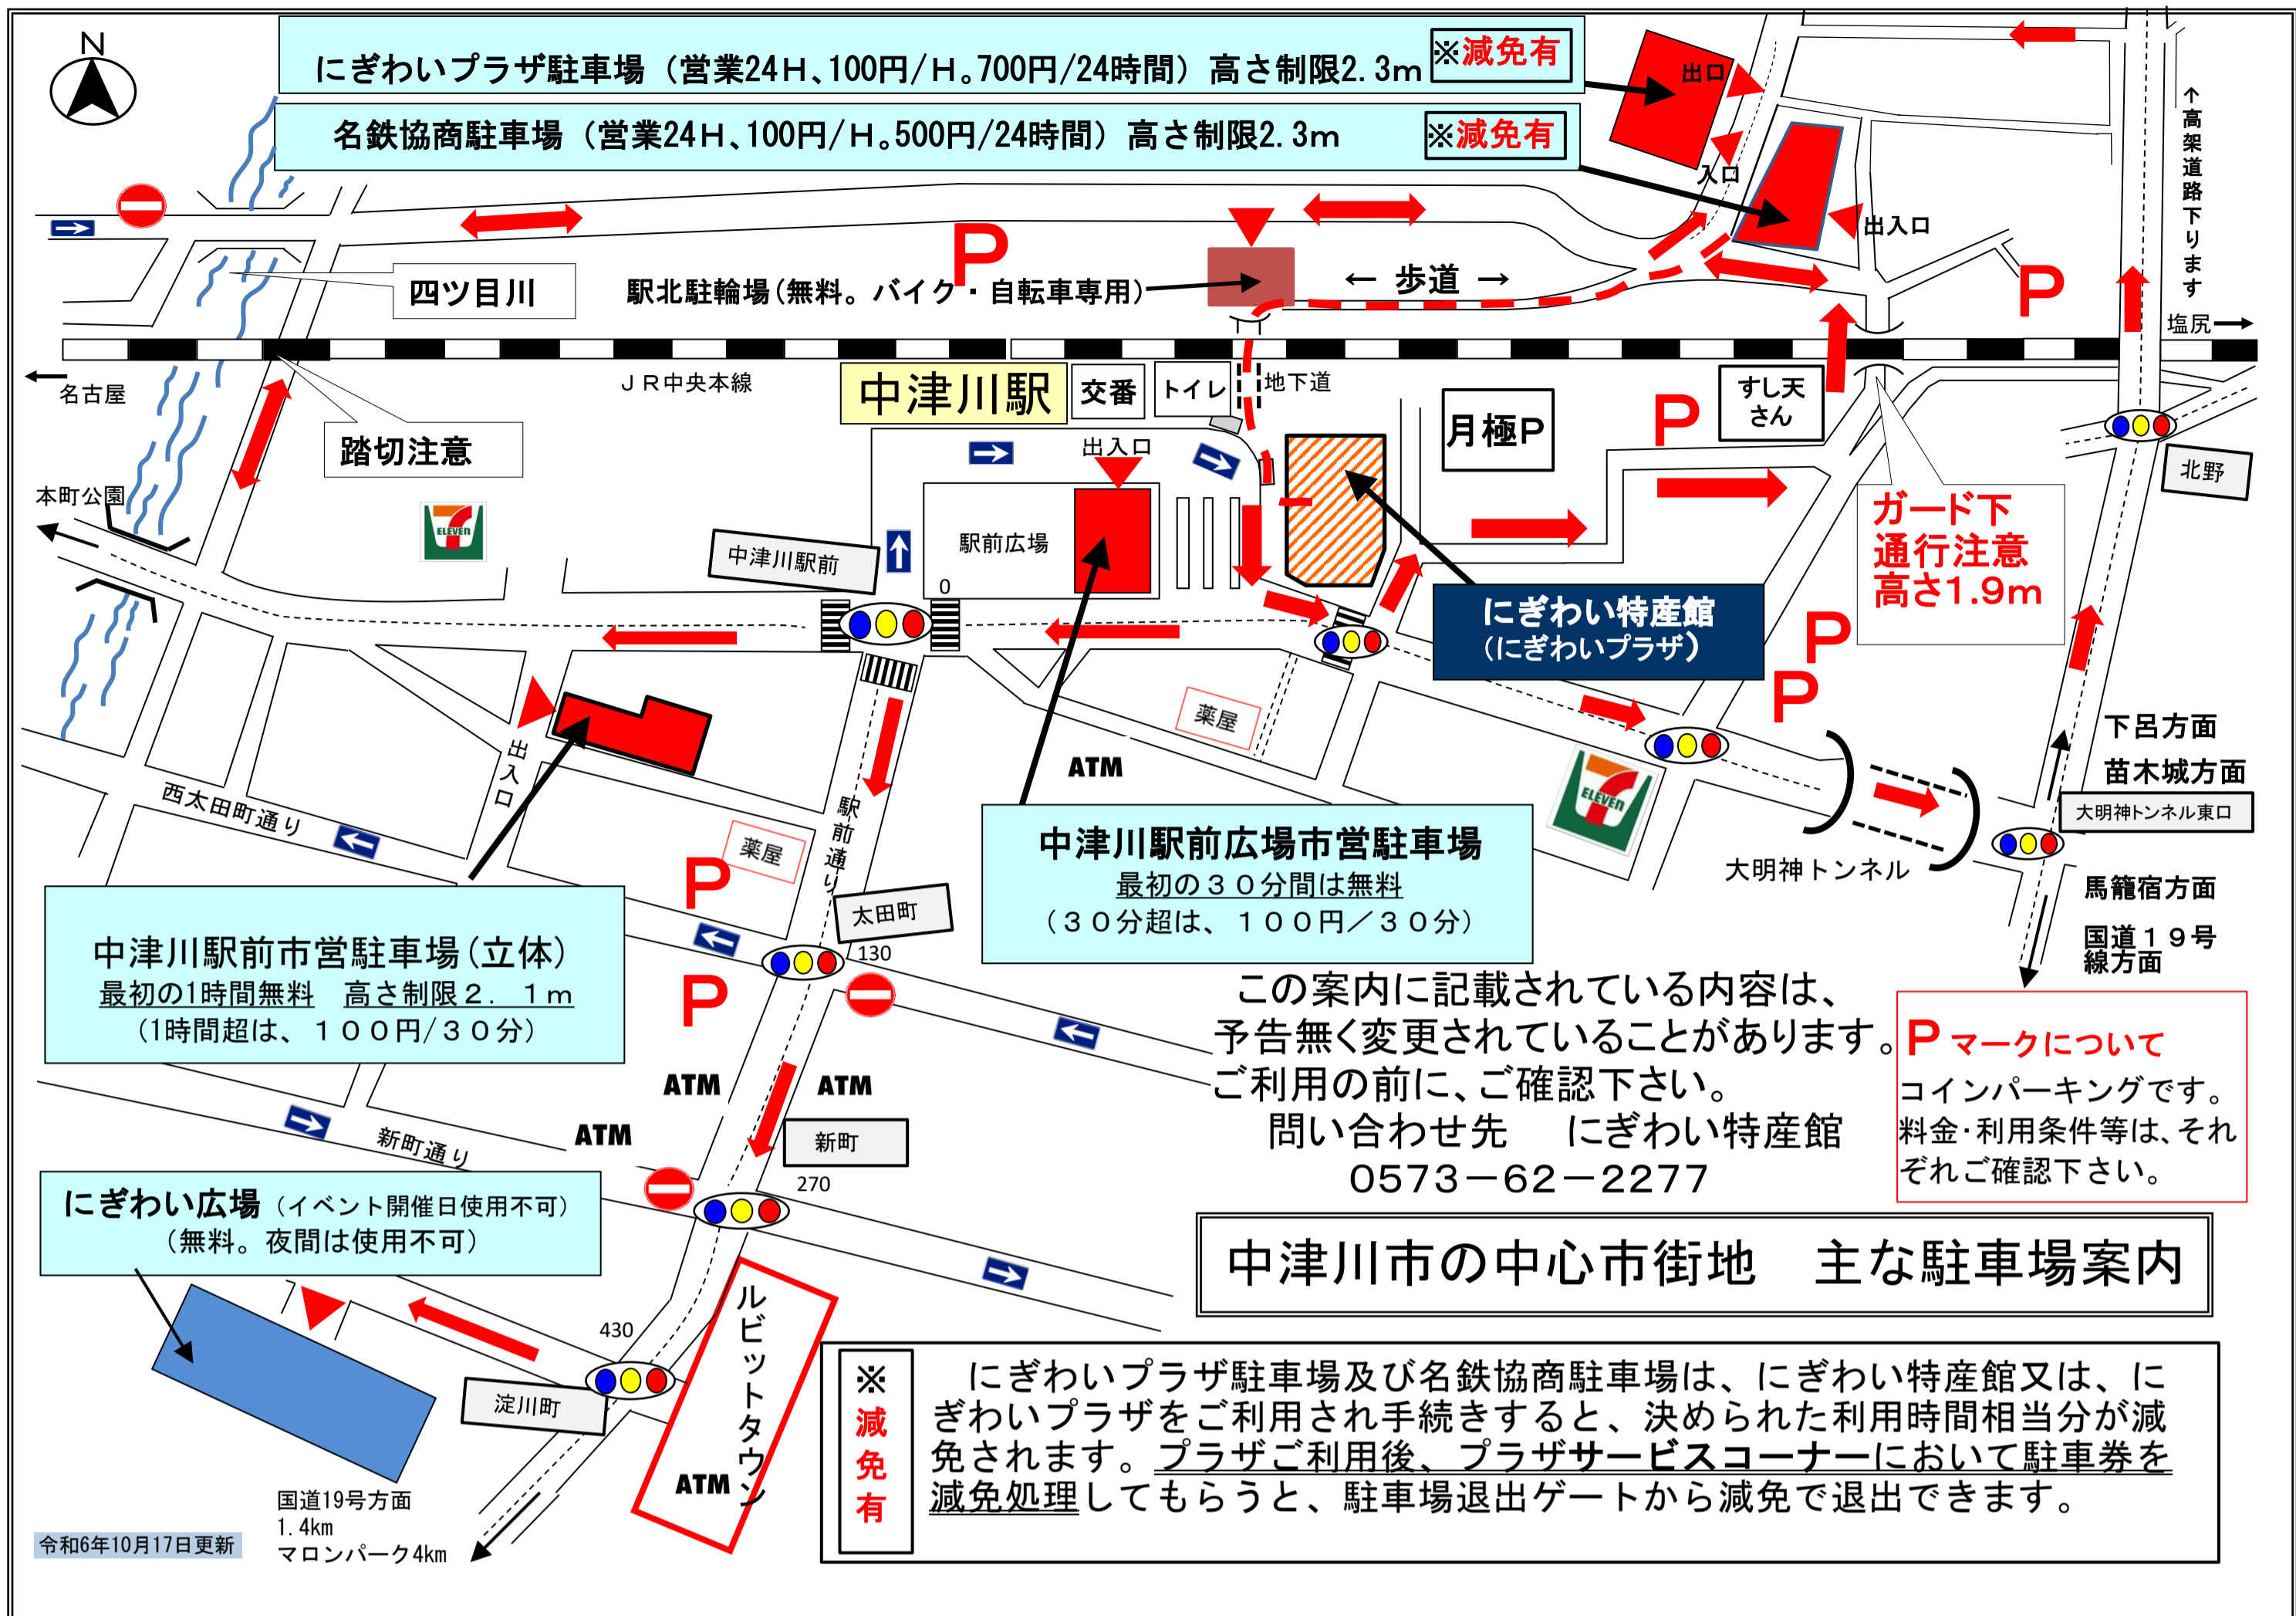 N
にぎわいプラザ駐車場（営業24H、100円/H。700円/24時間）高さ制限2.3m
※減免有
名鉄協商駐車場（営業24H、100円/H。500円/24時間）高さ制限2.3m
※減免有
出口
入口
出入口
↑高架道路下ります
四ツ目川
P
駅北駐輪場(無料。バイク・自転車専用)
← 歩道 →
P
塩尻
名古屋
JR中央本線
中津川駅
交番
トイレ
地下道
月極P
P
すし天
さん
踏切注意
出入口
北野
本町公園
ELEVEN
中津川駅前
駅前広場
0
ガード下
通行注意
高さ1.9m
にぎわい特産館
(にぎわいプラザ)
P
P
薬屋
ATM
ELEVEN
下呂方面
苗木城方面
大明神トンネル東口
大明神トンネル
馬籠宿方面
国道19号
線方面
出入口
西太田町通り
駅前通り
薬屋
P
太田町
130
P
中津川駅前広場市営駐車場
最初の30分間は無料
（30分超は、100円／30分）
中津川駅前市営駐車場(立体)
最初の1時間無料 高さ制限2.1m
(1時間超は、100円/30分)
この案内に記載されている内容は、
予告無く変更されていることがあります。
ご利用の前に、ご確認下さい。
問い合わせ先 にぎわい特産館
0573－62－2277
Pマークについて
コインパーキングです。
料金・利用条件等は、それ
ぞれご確認下さい。
ATM
ATM
ATM
新町
新町通り
270
にぎわい広場（イベント開催日使用不可）
（無料。夜間は使用不可）
中津川市の中心市街地 主な駐車場案内
430
淀川町
ルビットタウン
ATM
※減免有
にぎわいプラザ駐車場及び名鉄協商駐車場は、にぎわい特産館又は、に
ぎわいプラザをご利用され手続きすると、決められた利用時間相当分が減
免されます。プラザご利用後、プラザサービスコーナーにおいて駐車券を
減免処理してもらうと、駐車場退出ゲートから減免で退出できます。
国道19号方面
1.4km
マロンパーク4km
令和6年10月17日更新